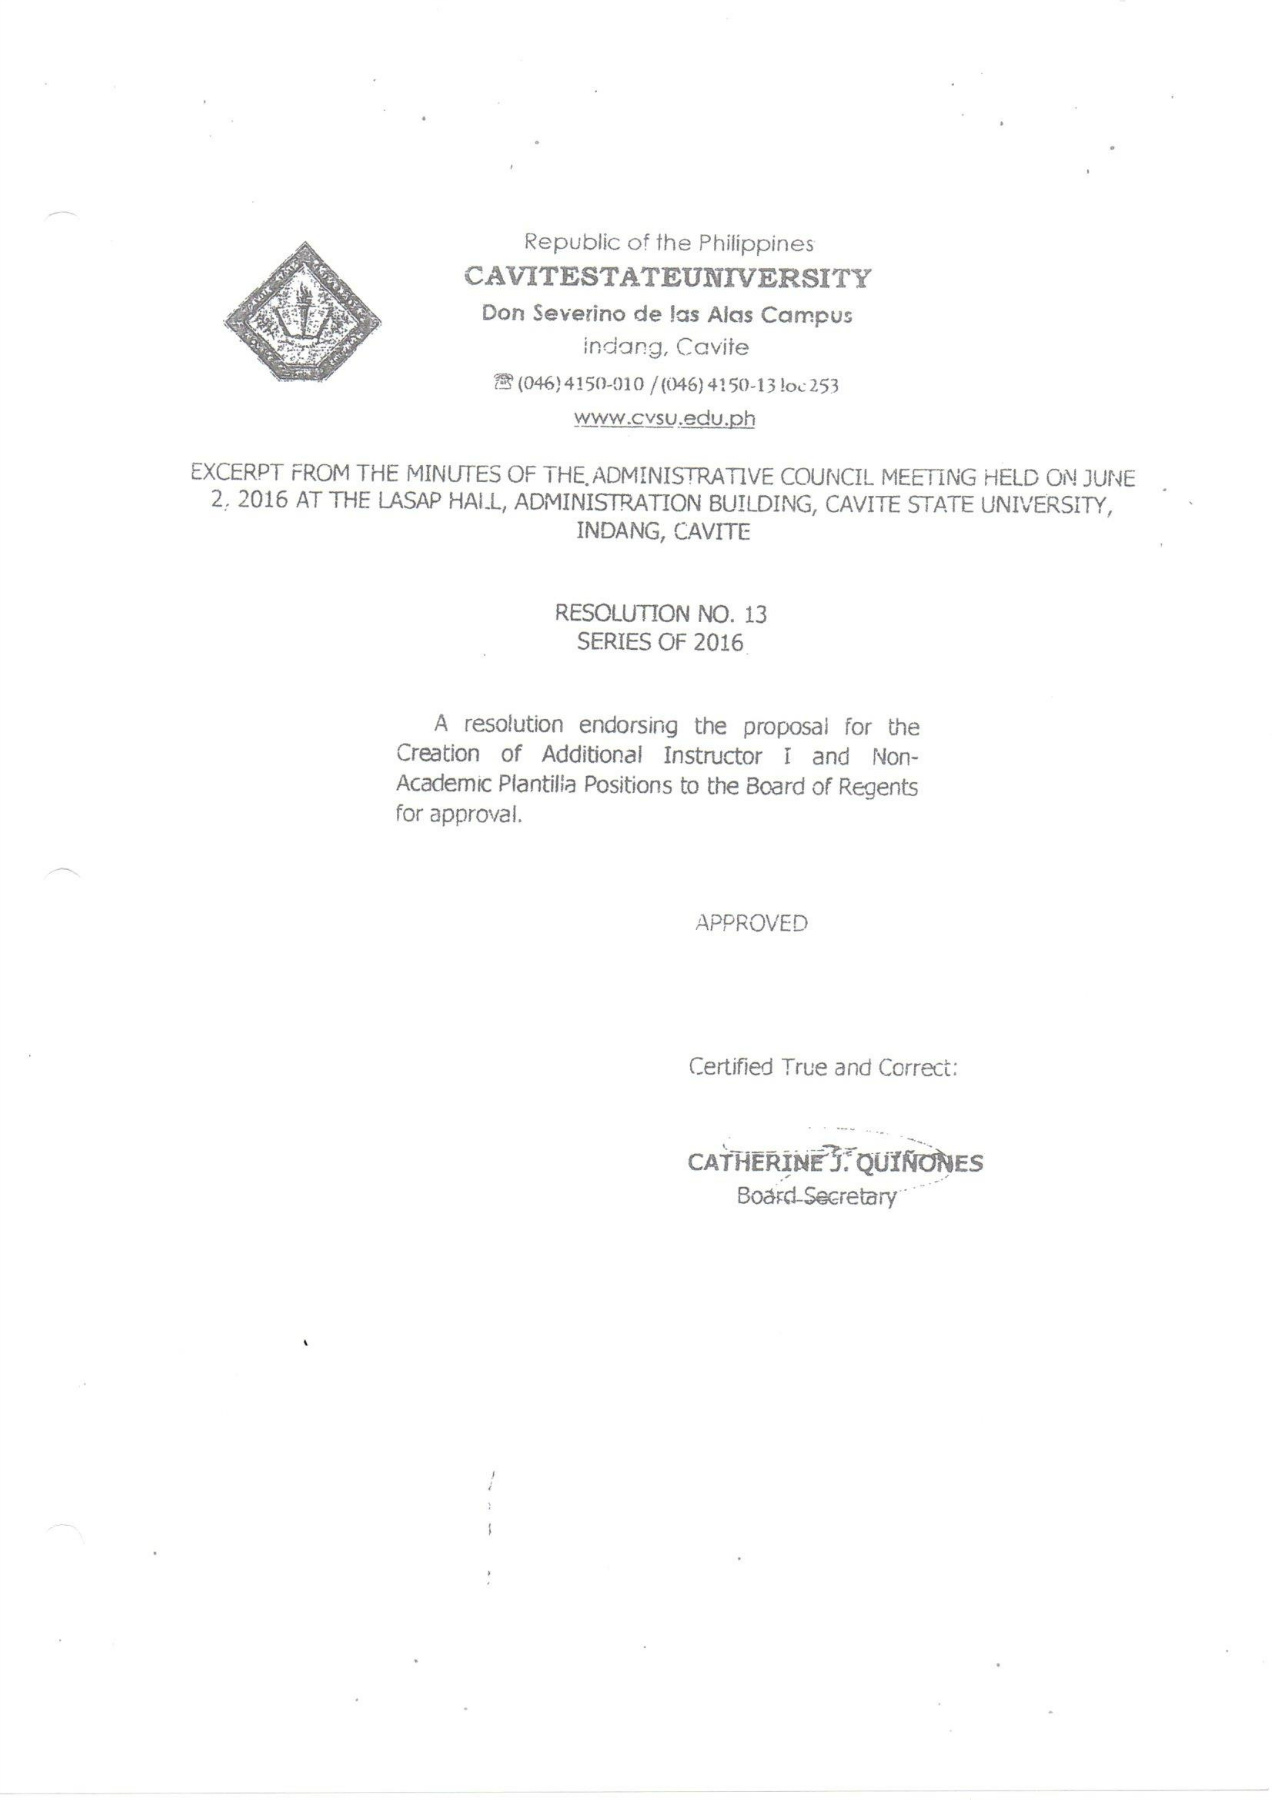 Republic of the Philippines
CAVITESTATEUNIVERSITY
Don Severino de las Alas Campus
Indang, Cavite
☏ (046) 4150-010 / (046) 4150-13 loc 253
www.cvsu.edu.ph
EXCERPT FROM THE MINUTES OF THE ADMINISTRATIVE COUNCIL MEETING HELD ON JUNE
2, 2016 AT THE LASAP HALL, ADMINISTRATION BUILDING, CAVITE STATE UNIVERSITY,
INDANG, CAVITE
RESOLUTION NO. 13
SERIES OF 2016
A resolution endorsing the proposal for the
Creation of Additional Instructor I and Non-
Academic Plantilla Positions to the Board of Regents
for approval.
APPROVED
Certified True and Correct:
CATHERINE J. QUIÑONES
Board Secretary